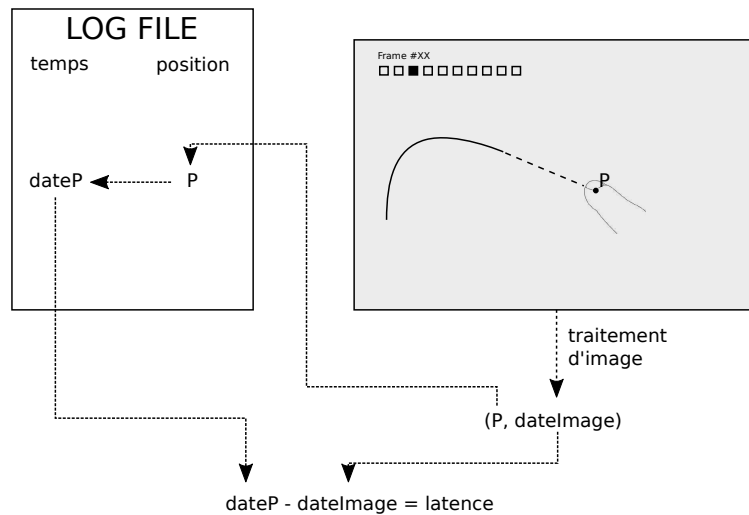 LOG FILE
temps position
dateP P
Frame #XX
P
traitement
d'image
(P, dateImage)
dateP - dateImage = latence